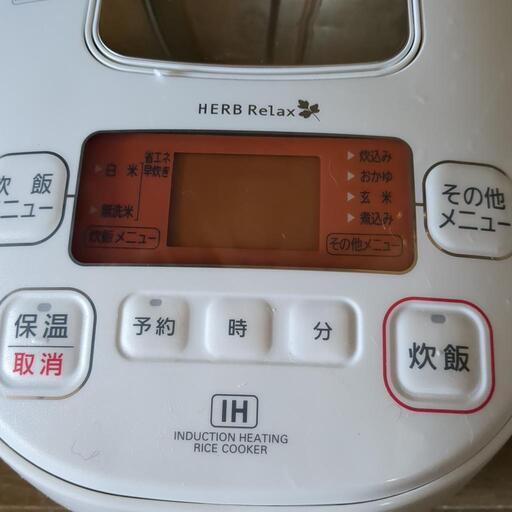 HERB Relax
炊飯
メニュー
白米
無洗米
省エネ
早炊き
炊飯メニュー
炊込み
おかゆ
玄米
煮込み
その他メニュー
その他
メニュー
保温
取消
予約
時
分
炊飯
IH
INDUCTION HEATING
RICE COOKER